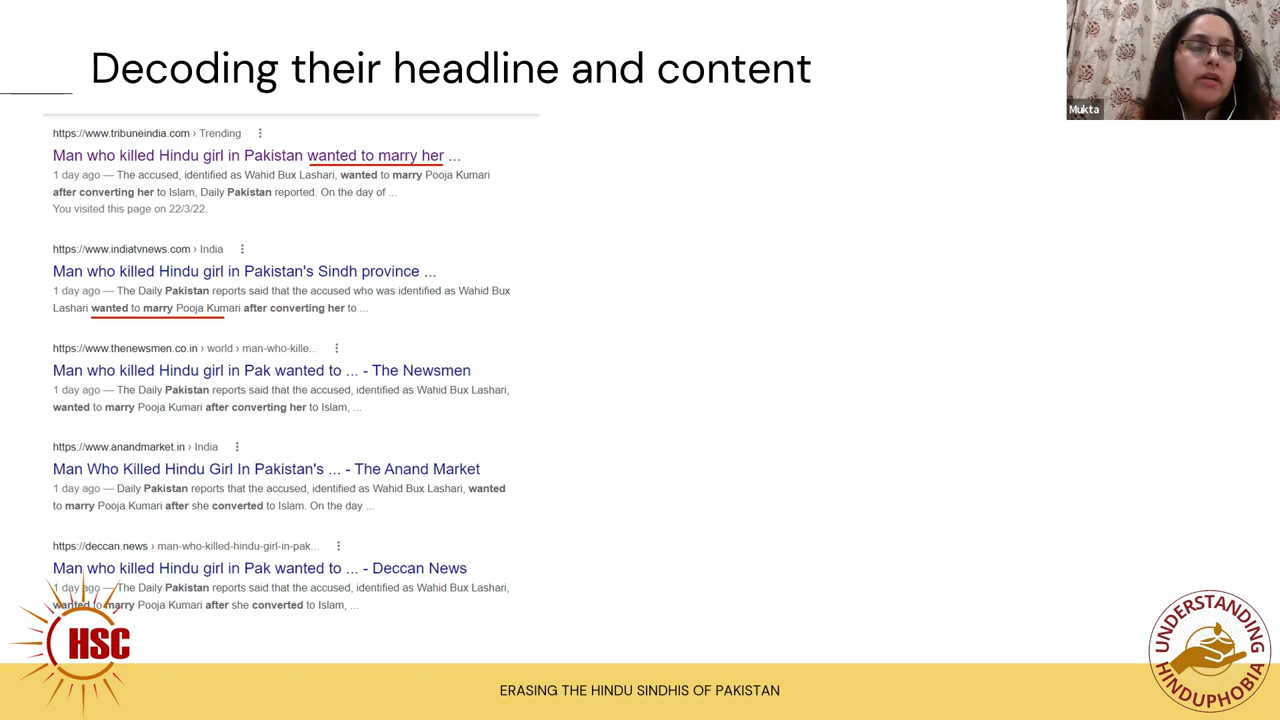 Decoding their headline and content
Mukta
https://www.tribuneindia.com › Trending
Man who killed Hindu girl in Pakistan wanted to marry her ...
1 day ago — The accused, identified as Wahid Bux Lashari, wanted to marry Pooja Kumari
after converting her to Islam, Daily Pakistan reported. On the day of ...
You visited this page on 22/3/22.
https://www.indiatvnews.com › India
Man who killed Hindu girl in Pakistan's Sindh province ...
1 day ago — The Daily Pakistan reports said that the accused who was identified as Wahid Bux
Lashari wanted to marry Pooja Kumari after converting her to ...
https://www.thenewsmen.co.in › world › man-who-kille...
Man who killed Hindu girl in Pak wanted to ... - The Newsmen
1 day ago — The Daily Pakistan reports said that the accused, identified as Wahid Bux Lashari,
wanted to marry Pooja Kumari after converting her to Islam, ...
https://www.anandmarket.in › India
Man Who Killed Hindu Girl In Pakistan's ... - The Anand Market
1 day ago — Daily Pakistan reports that the accused, identified as Wahid Bux Lashari, wanted
to marry Pooja Kumari after she converted to Islam. On the day ...
https://deccan.news › man-who-killed-hindu-girl-in-pak...
Man who killed Hindu girl in Pak wanted to ... - Deccan News
1 day ago — The Daily Pakistan reports said that the accused, identified as Wahid Bux Lashari,
wanted to marry Pooja Kumari after she converted to Islam, ...
HSC
ERASING THE HINDU SINDHIS OF PAKISTAN
UNDERSTANDING
HINDUPHOBIA